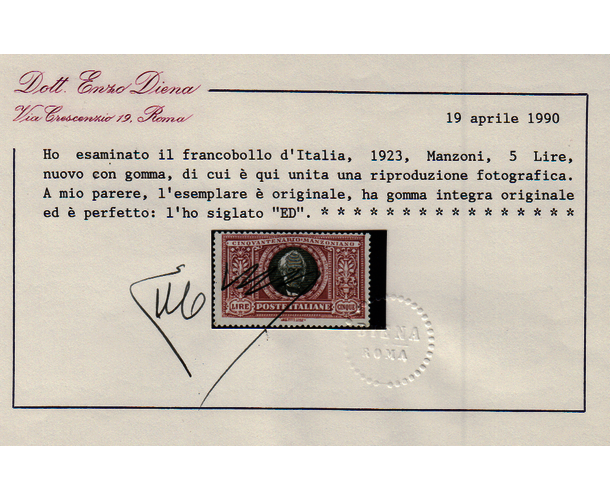 Dott. Enzo Diena
Via Crescenzio 19, Roma
19 aprile 1990
Ho esaminato il francobollo d'Italia, 1923, Manzoni, 5 Lire,
nuovo con gomma, di cui è qui unita una riproduzione fotografica.
A mio parere, l'esemplare è originale, ha gomma integra originale
ed è perfetto: l'ho siglato "ED". * * * * * * * * * * * * * * * * *
CINQVANTENARIO·MANZONIANO
LIRE POSTE ITALIANE CINQUE
DIENA
ROMA